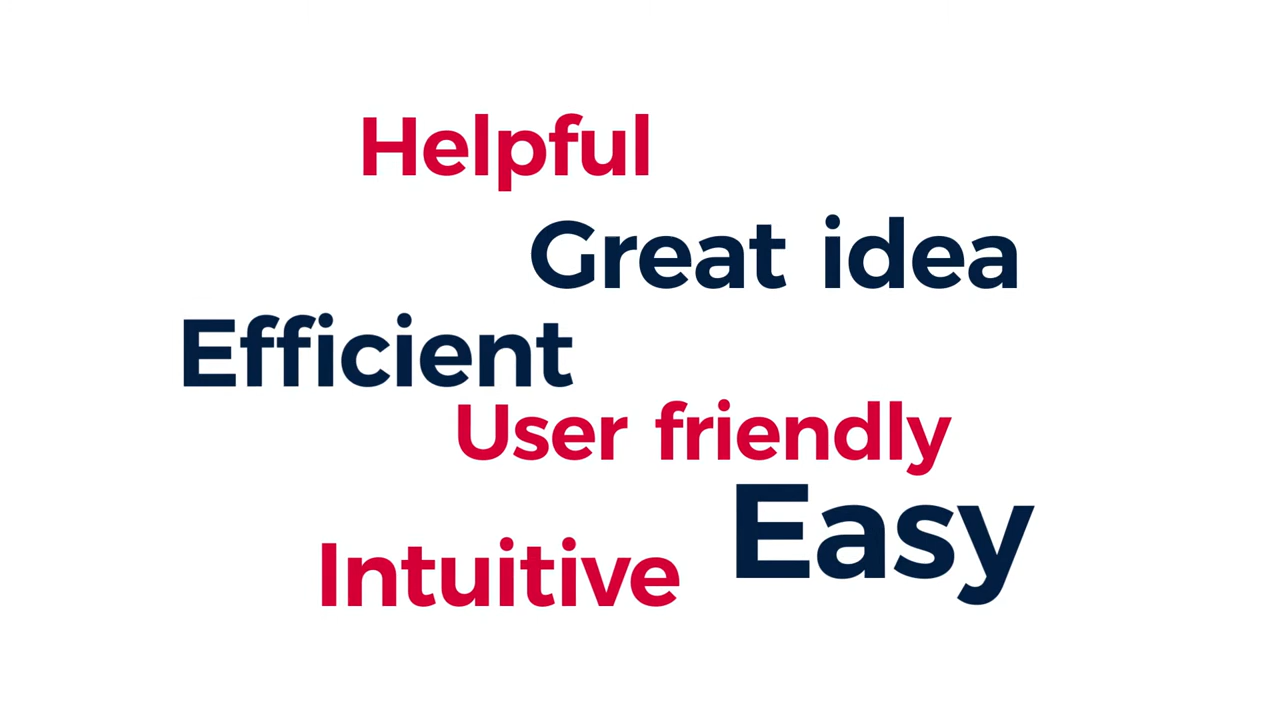 Helpful
Great idea
Efficient
User friendly
Easy
Intuitive